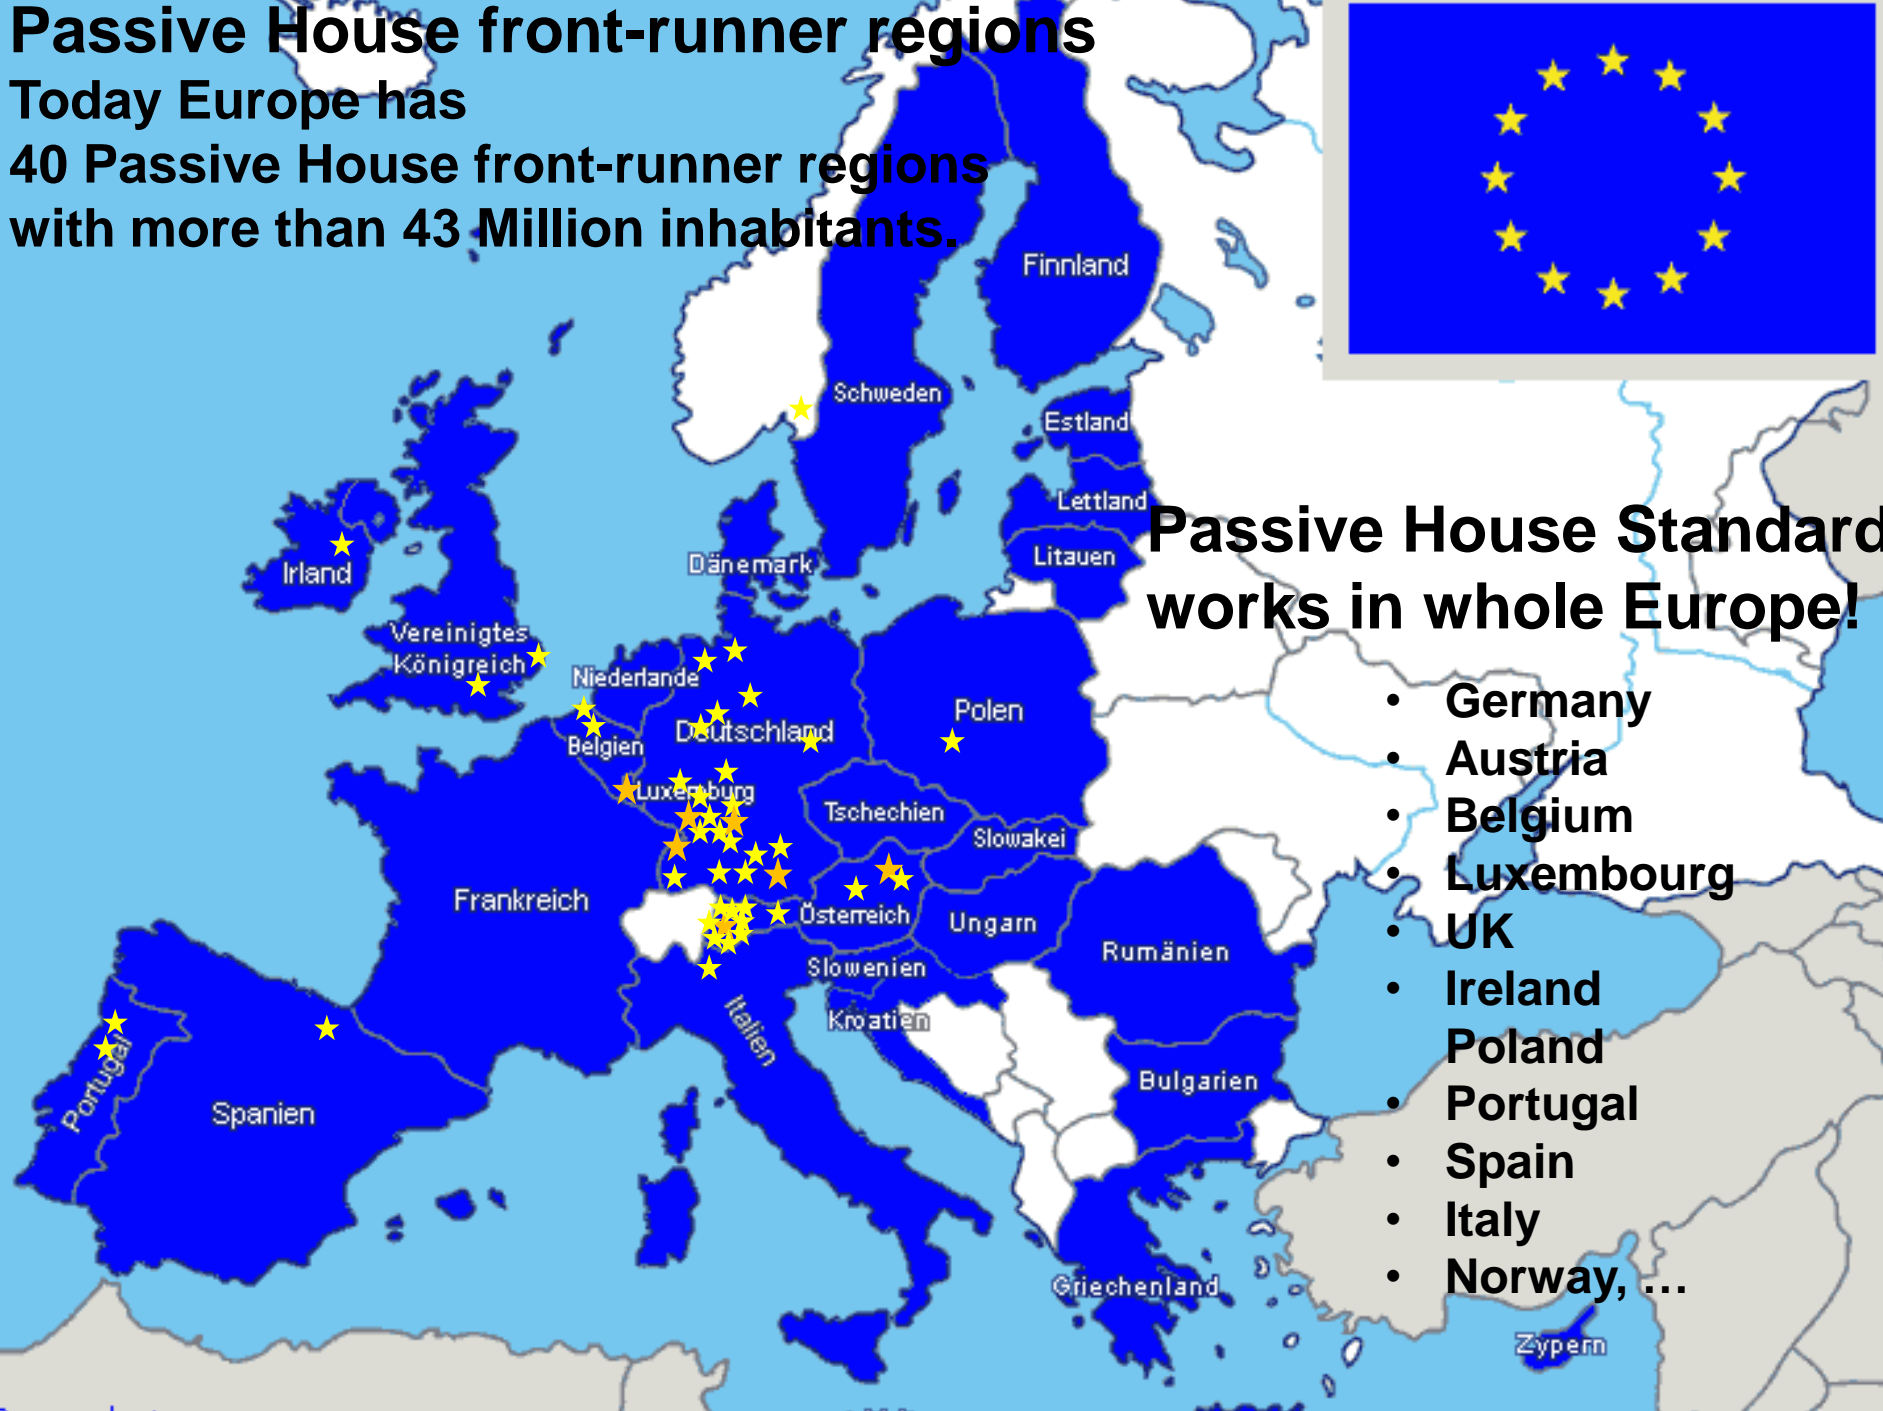 Passive House front-runner regions
Today Europe has
40 Passive House front-runner regions
with more than 43 Million inhabitants.
Finnland
Schweden
Estland
Lettland
Passive House Standard
works in whole Europe!
Litauen
Dänemark
Irland
Vereinigtes
Königreich
Niederlande
Deutschland
Polen
Belgien
Luxemburg
Tschechien
Slowakei
Frankreich
Österreich
Ungarn
Rumänien
Slowenien
Kroatien
Italien
Bulgarien
Portugal
Spanien
Griechenland
Zypern
• Germany
• Austria
• Belgium
• Luxembourg
• UK
• Ireland
Poland
• Portugal
• Spain
• Italy
• Norway, …